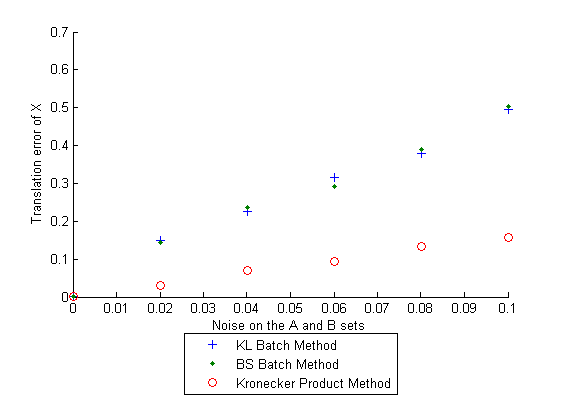 0.7
0.6
0.5
0.4
0.3
0.2
0.1
0
Translation error of X
0 0.01 0.02 0.03 0.04 0.05 0.06 0.07 0.08 0.09 0.1
Noise on the A and B sets
KL Batch Method
BS Batch Method
Kronecker Product Method